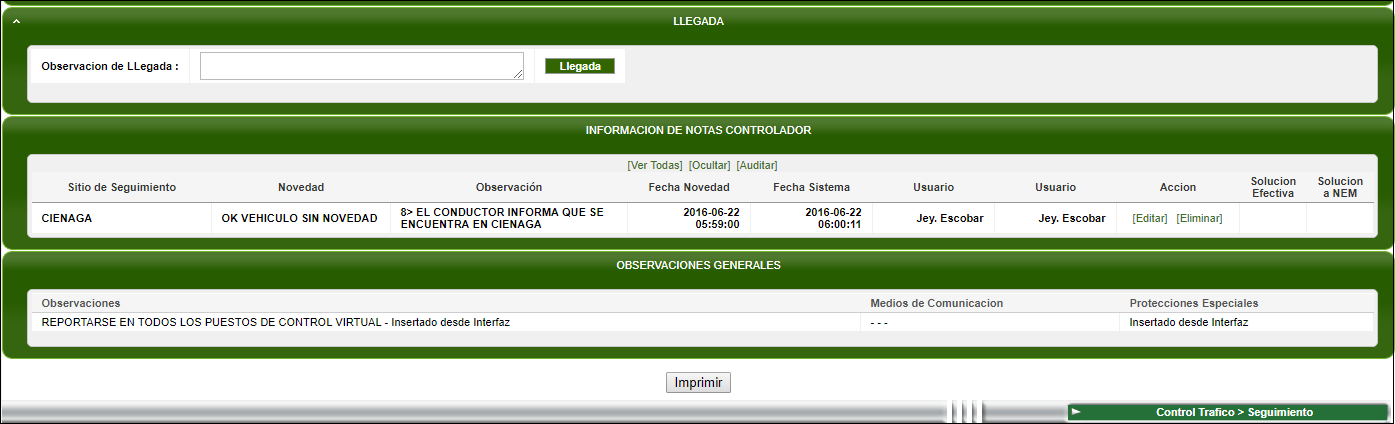 LLEGADA
Observacion de LLegada :
Llegada
INFORMACION DE NOTAS CONTROLADOR
[Ver Todas] [Ocultar] [Auditar]
Sitio de Seguimiento Novedad Observación Fecha Novedad Fecha Sistema Usuario Usuario Accion Solucion Efectiva Solucion a NEM
CIENAGA OK VEHICULO SIN NOVEDAD 8> EL CONDUCTOR INFORMA QUE SE ENCUENTRA EN CIENAGA 2016-06-22 05:59:00 2016-06-22 06:00:11 Jey. Escobar Jey. Escobar [Editar] [Eliminar]
OBSERVACIONES GENERALES
Observaciones Medios de Comunicacion Protecciones Especiales
REPORTARSE EN TODOS LOS PUESTOS DE CONTROL VIRTUAL - Insertado desde Interfaz - - - Insertado desde Interfaz
Imprimir
Control Trafico > Seguimiento